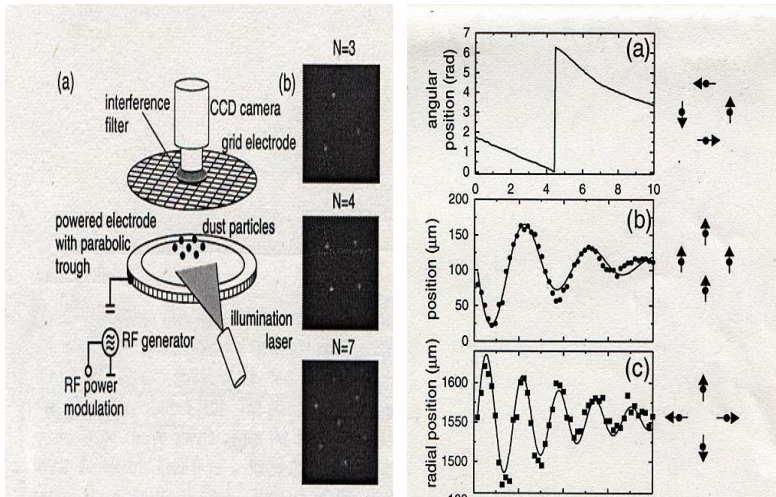 (a)
interference
filter
CCD camera
grid electrode
powered electrode
with parabolic
trough
dust particles
illumination
laser
RF generator
RF power
modulation
(b)
N=3
N=4
N=7
(a)
angular
position (rad)
7
6
5
4
3
2
1
0
0 2 4 6 8 10
(b)
position (µm)
200
150
100
50
0
(c)
radial position (µm)
1600
1550
1500